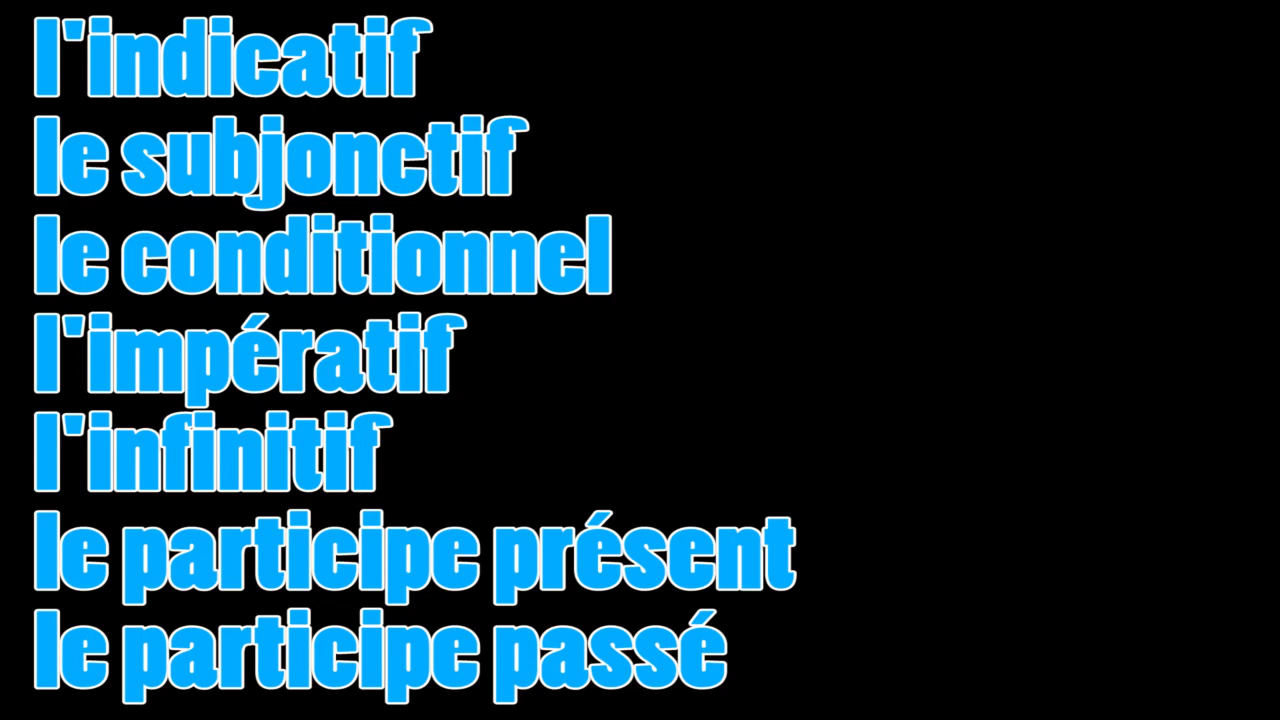 l'indicatif
le subjonctif
le conditionnel
l'impératif
l'infinitif
le participe présent
le participe passé